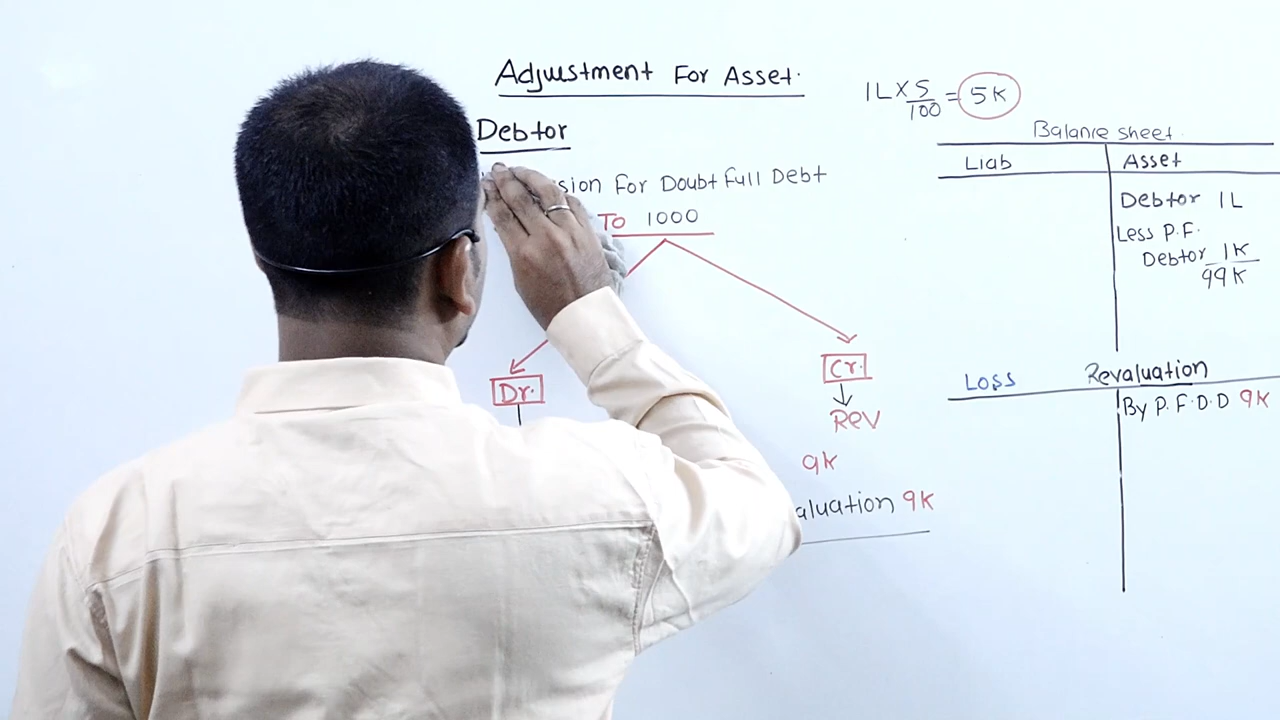 Adjustment For Asset.
Debtor
sion For Doubtfull Debt
To 1000
Dr.
Cr.
Rev
9K
aluation 9K
1L X 5/100 = 5K
Balance sheet.
Liab Asset
Debtor 1L
Less P.F.
Debtor 1K
99K
Revaluation
Loss
By P.F.D.D 9K